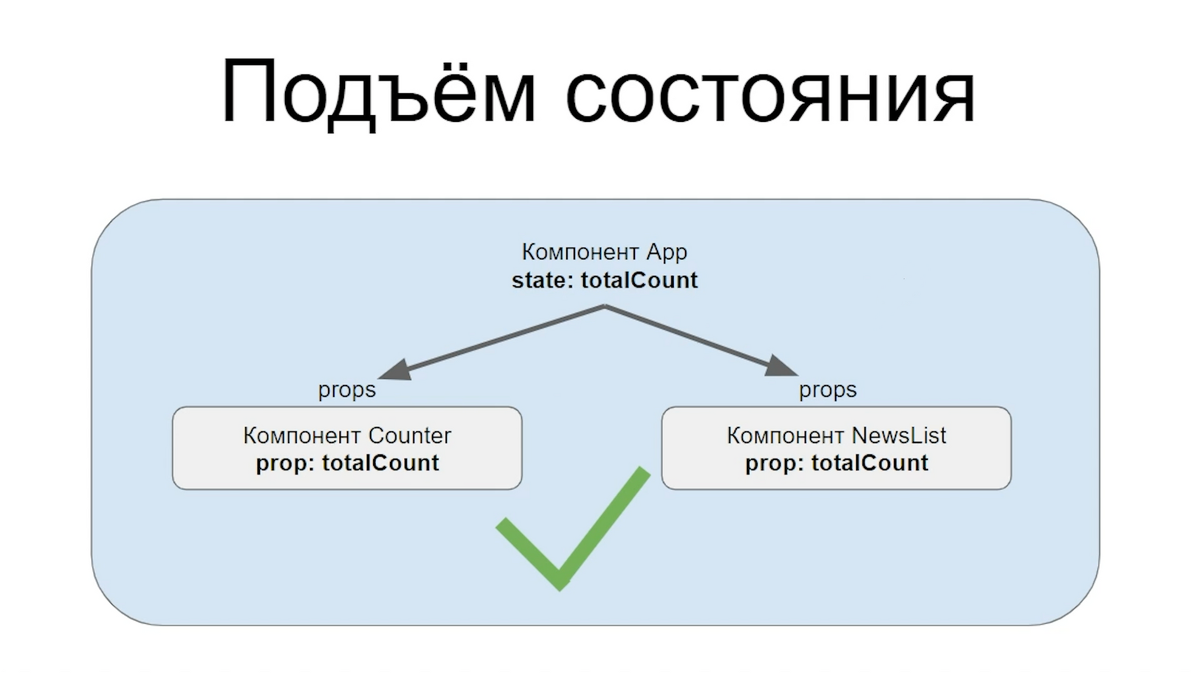 Подъём состояния
Компонент App
state: totalCount
props
props
Компонент Counter
prop: totalCount
Компонент NewsList
prop: totalCount